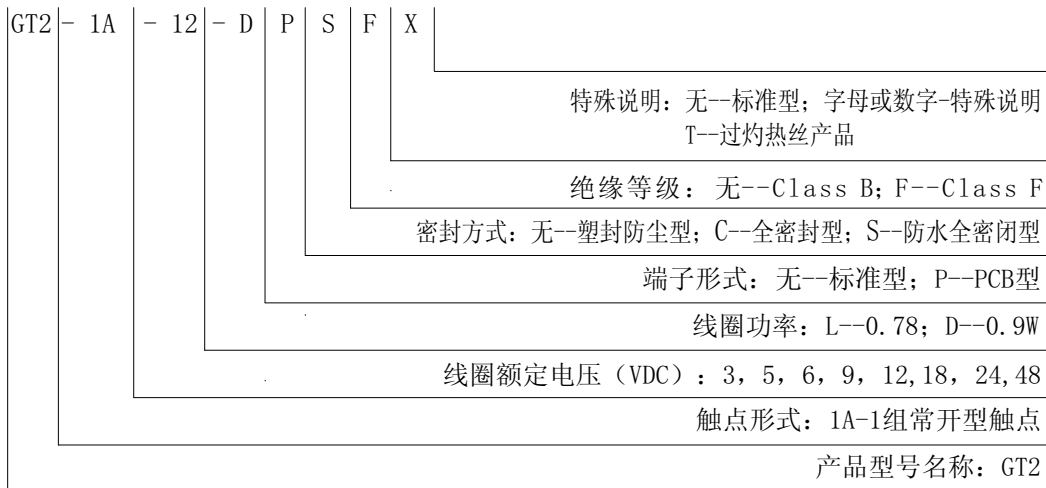 GT2 - 1A - 12 - D P S F X
特殊说明：无--标准型；字母或数字-特殊说明
T--过灼热丝产品
绝缘等级：无--Class B；F--Class F
密封方式：无--塑封防尘型；C--全密封型；S--防水全密闭型
端子形式：无--标准型；P--PCB型
线圈功率：L--0.78；D--0.9W
线圈额定电压（VDC）：3，5，6，9，12,18，24,48
触点形式：1A-1组常开型触点
产品型号名称：GT2